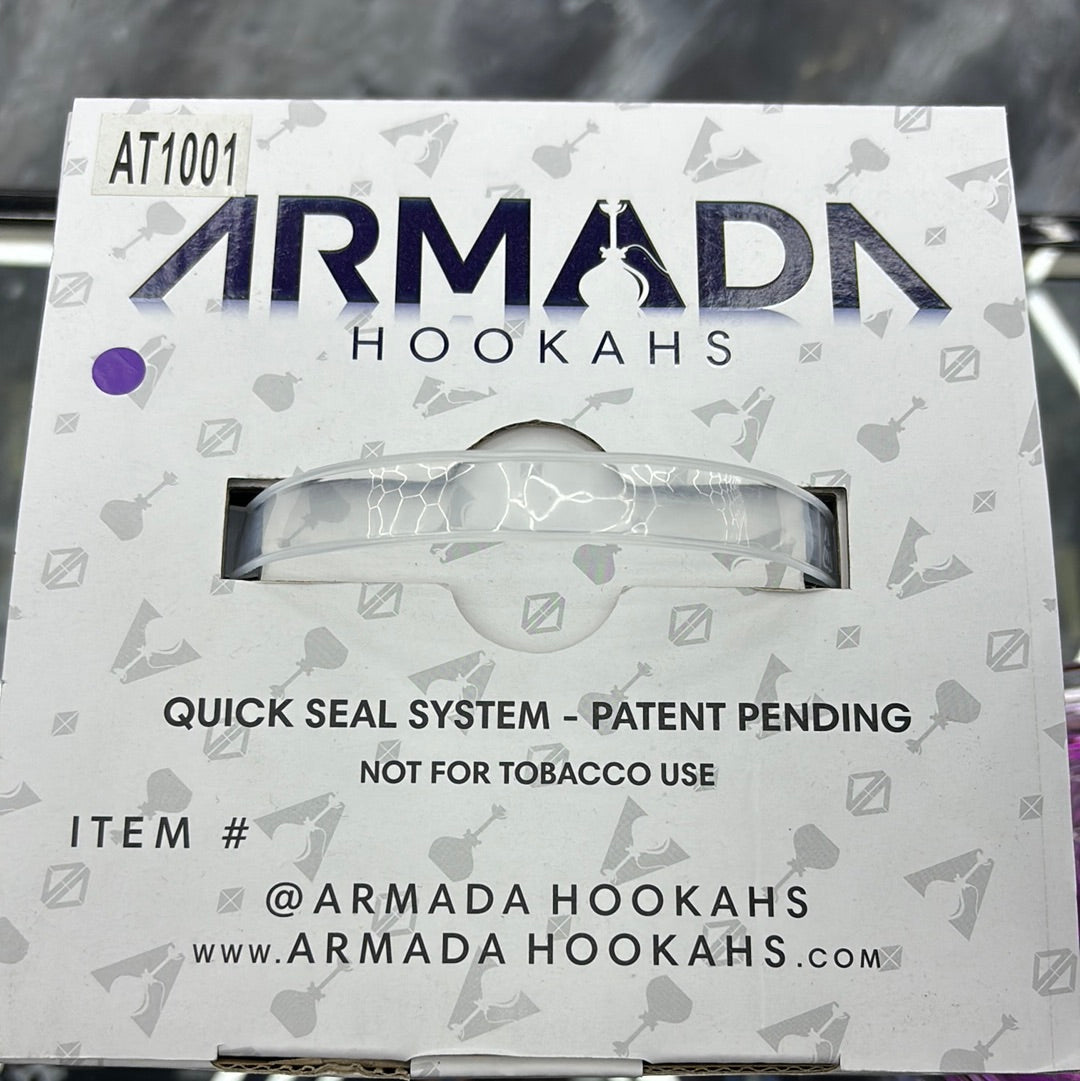 AT1001
ARMADA
HOOKAHS
QUICK SEAL SYSTEM - PATENT PENDING
NOT FOR TOBACCO USE
ITEM #
@ARMADA HOOKAHS
www.ARMADA HOOKAHS.COM